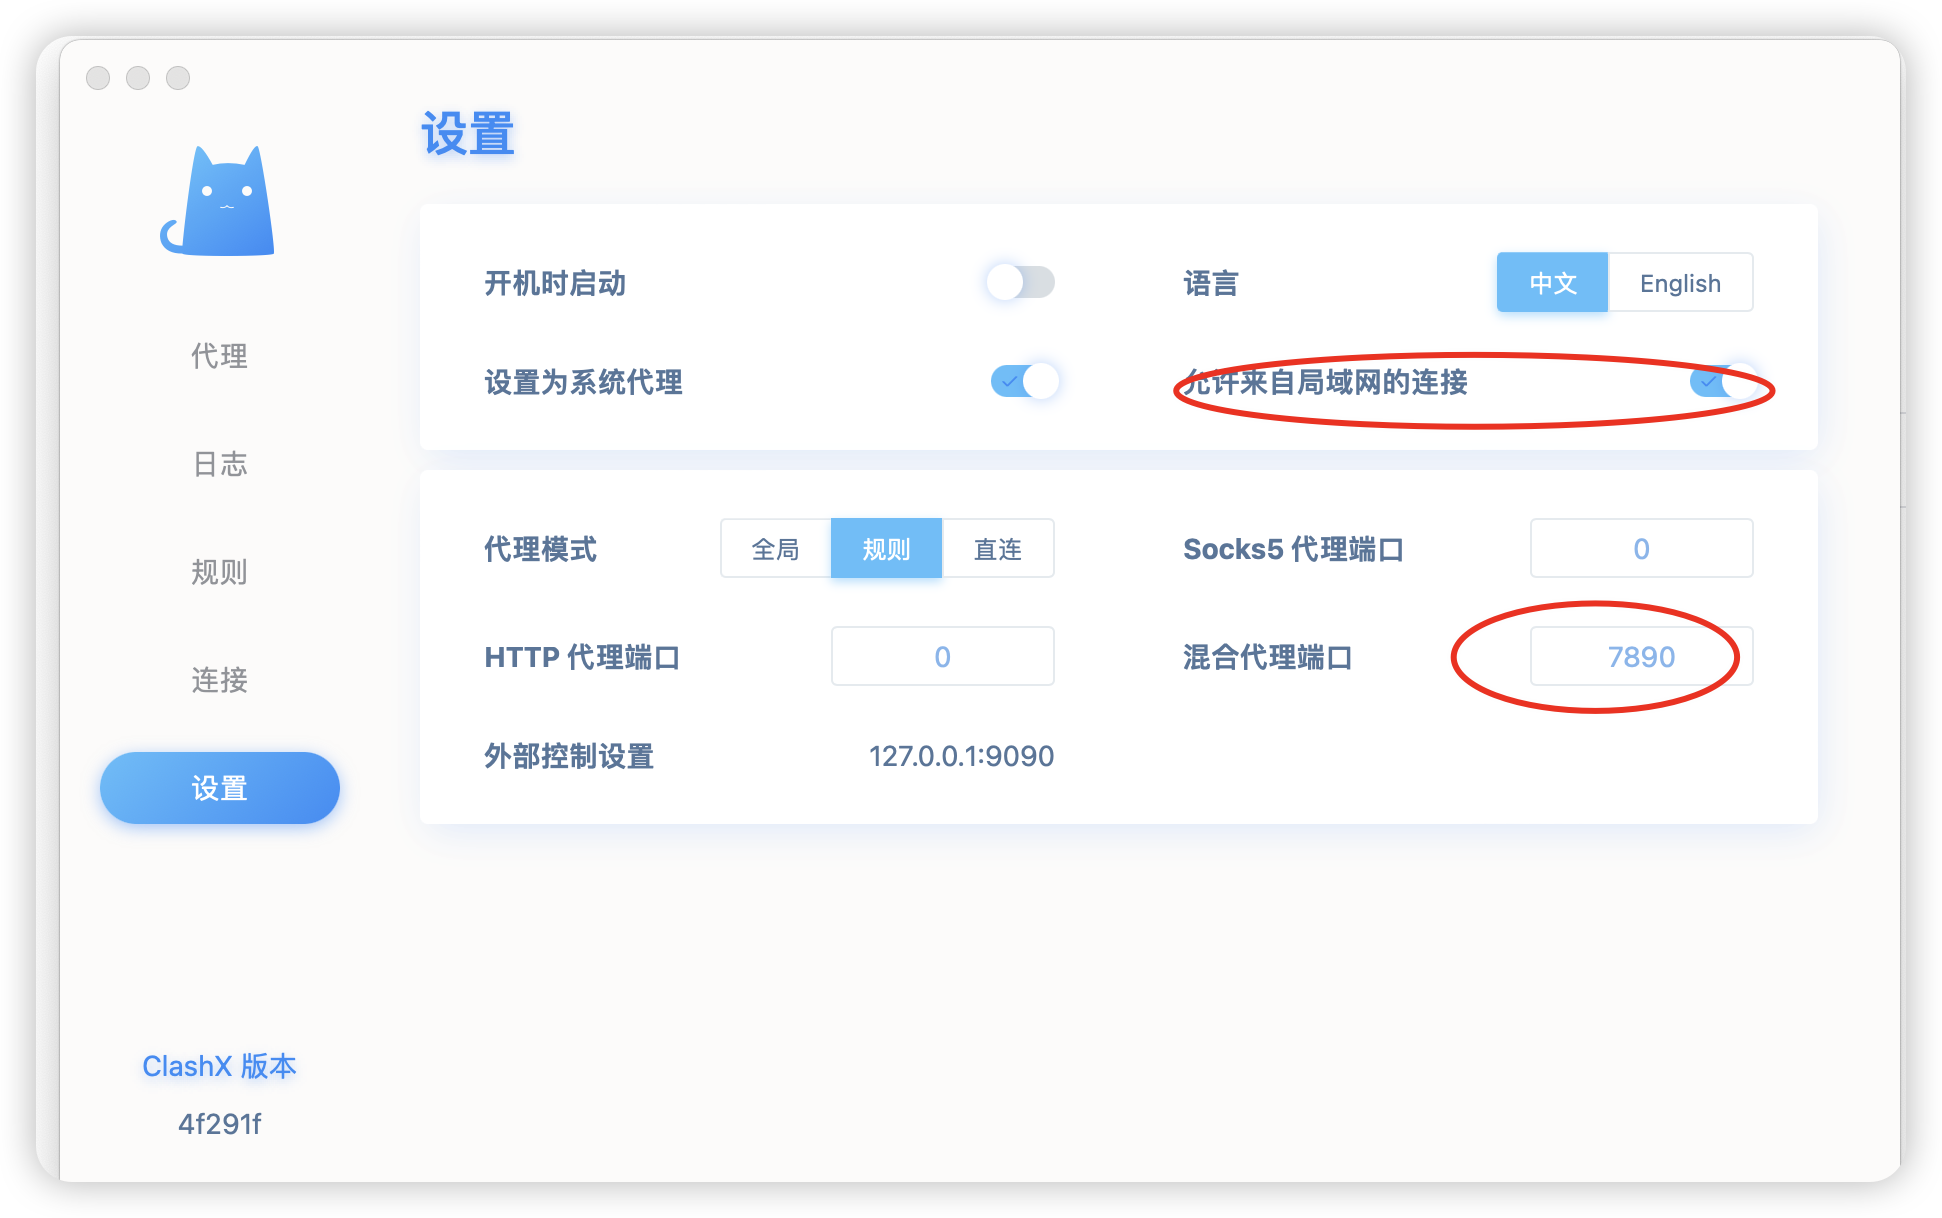 设置
开机时启动
语言
中文
English
设置为系统代理
允许来自局域网的连接
代理
日志
规则
连接
设置
代理模式
全局
规则
直连
Socks5 代理端口
0
HTTP 代理端口
0
混合代理端口
7890
外部控制设置
127.0.0.1:9090
ClashX 版本
4f291f